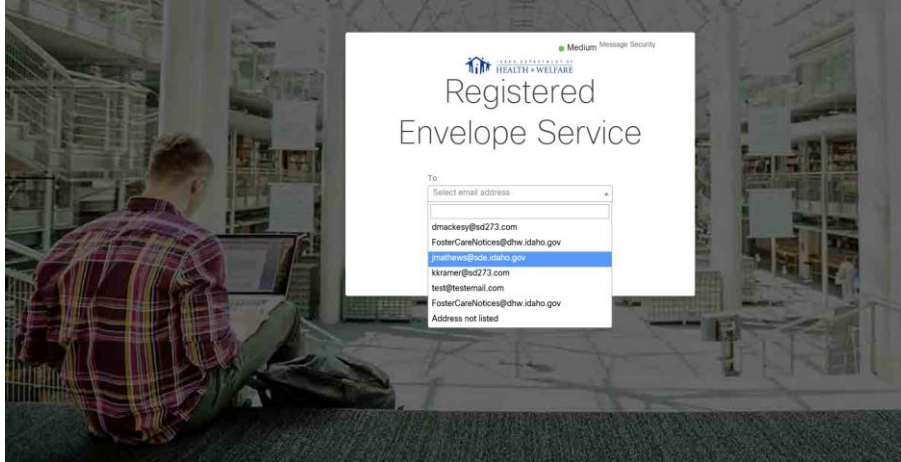 Medium Message Security
IDAHO DEPARTMENT OF
HEALTH • WELFARE
Registered
Envelope Service
To
Select email address
dmackesy@sd273.com
FosterCareNotices@dhw.idaho.gov
jmathews@sde.idaho.gov
kkramer@sd273.com
test@testemail.com
FosterCareNotices@dhw.idaho.gov
Address not listed